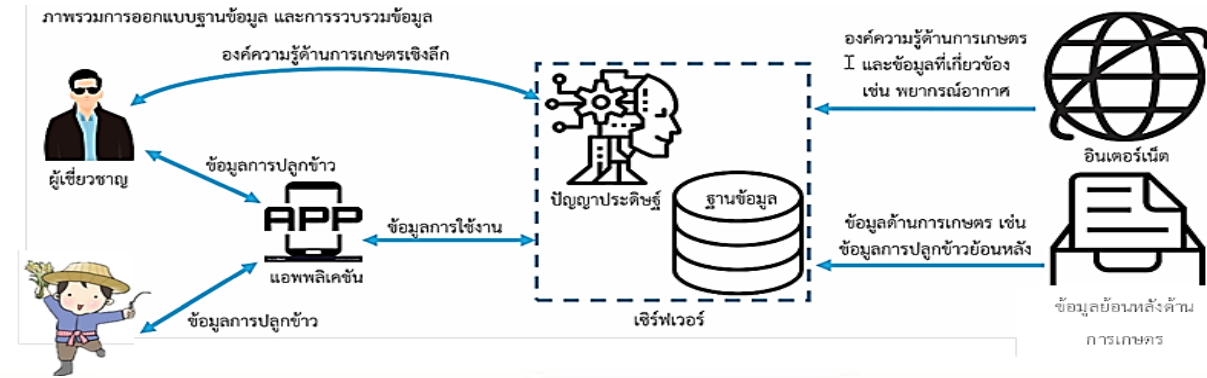 ภาพรวมการออกแบบฐานข้อมูล และการรวบรวมข้อมูล
องค์ความรู้ด้านการเกษตรเชิงลึก
องค์ความรู้ด้านการเกษตร
และข้อมูลที่เกี่ยวข้อง
เช่น พยากรณ์อากาศ
ผู้เชี่ยวชาญ
ข้อมูลการปลูกข้าว
อินเตอร์เน็ต
ปัญญาประดิษฐ์
ฐานข้อมูล
APP
ข้อมูลการใช้งาน
ข้อมูลด้านการเกษตร เช่น
ข้อมูลการปลูกข้าวย้อนหลัง
แอพพลิเคชัน
ข้อมูลการปลูกข้าว
เซิร์ฟเวอร์
ข้อมูลย้อนหลังด้าน
การเกษตร